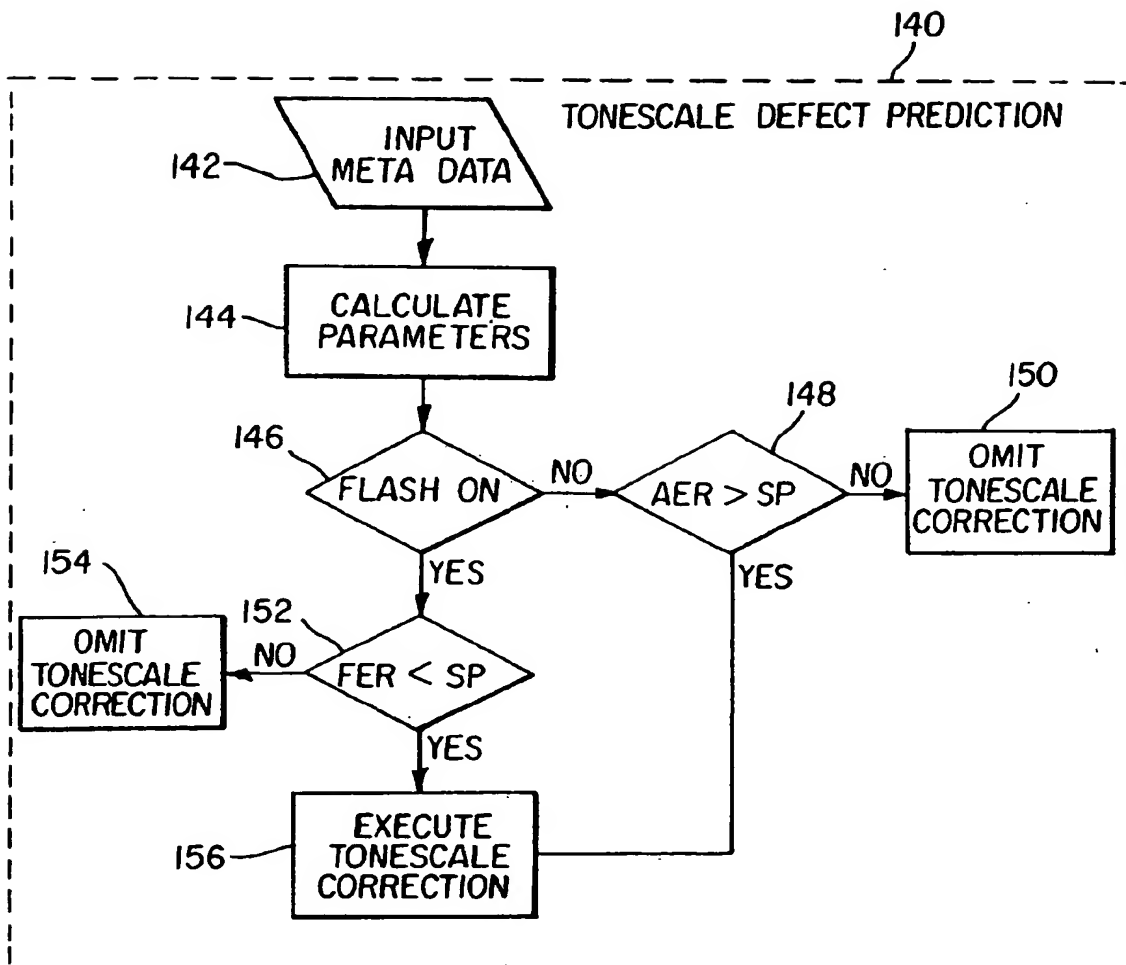 140
TONESCALE DEFECT PREDICTION
INPUT
META DATA
142
CALCULATE
PARAMETERS
144
146
FLASH ON
NO
148
AER > SP
NO
150
OMIT
TONESCALE
CORRECTION
YES
YES
154
OMIT
TONESCALE
CORRECTION
NO
152
FER < SP
YES
156
EXECUTE
TONESCALE
CORRECTION